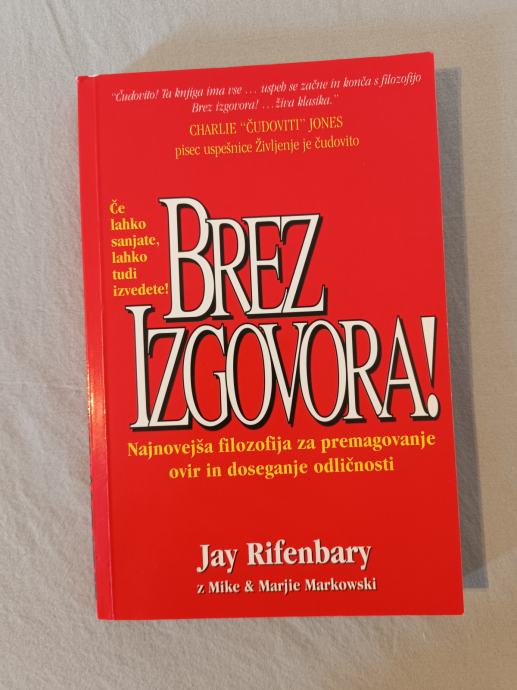 “Čudovito! Ta knjiga ima vse ... uspeh se začne in konča s filozofijo
Brez izgovora! ...živa klasika.”
CHARLIE “ČUDOVITI” JONES
pisec uspešnice Življenje je čudovito
Če
lahko
sanjate,
lahko
tudi
izvedete!
BREZ
IZGOVORA!
Najnovejša filozofija za premagovanje
ovir in doseganje odličnosti
Jay Rifenbary
z Mike & Marjie Markowski